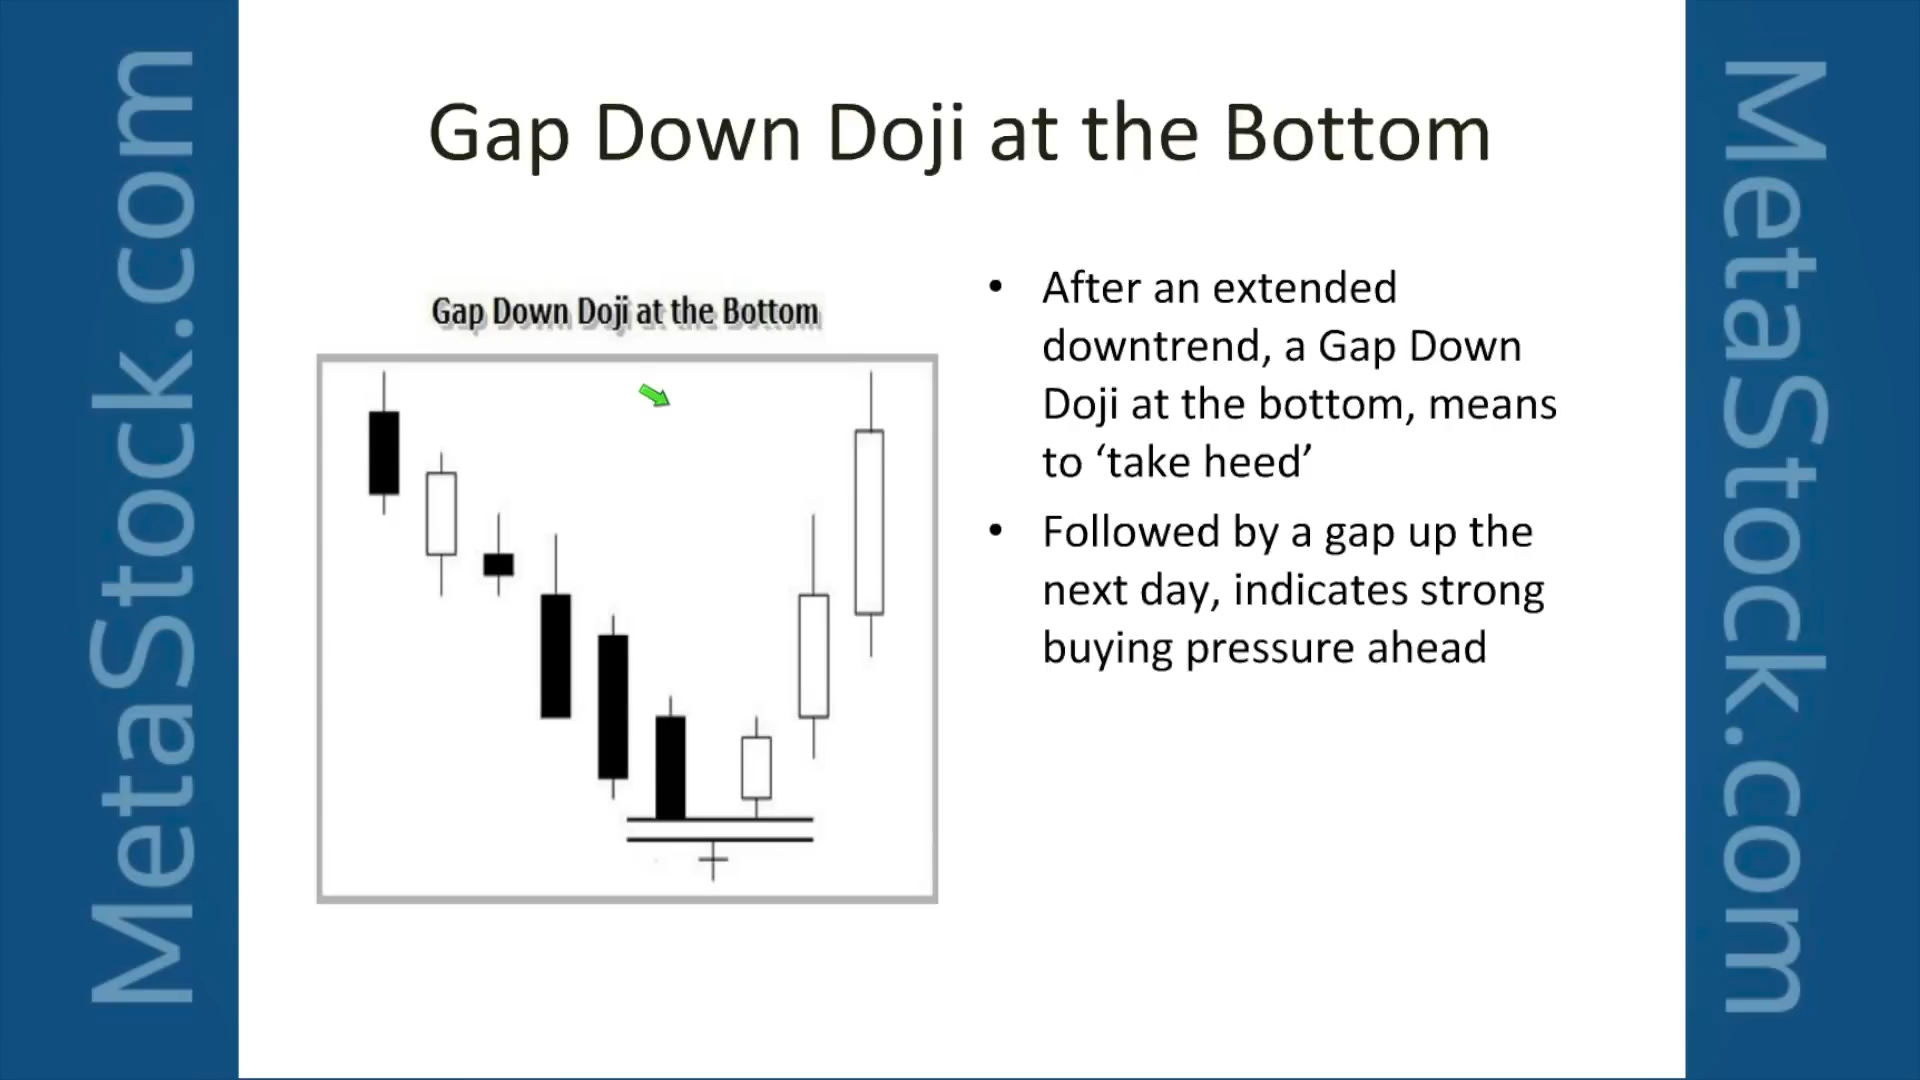 MetaStock.com
Gap Down Doji at the Bottom
Gap Down Doji at the Bottom
• After an extended
downtrend, a Gap Down
Doji at the bottom, means
to ‘take heed’
• Followed by a gap up the
next day, indicates strong
buying pressure ahead
MetaStock.com